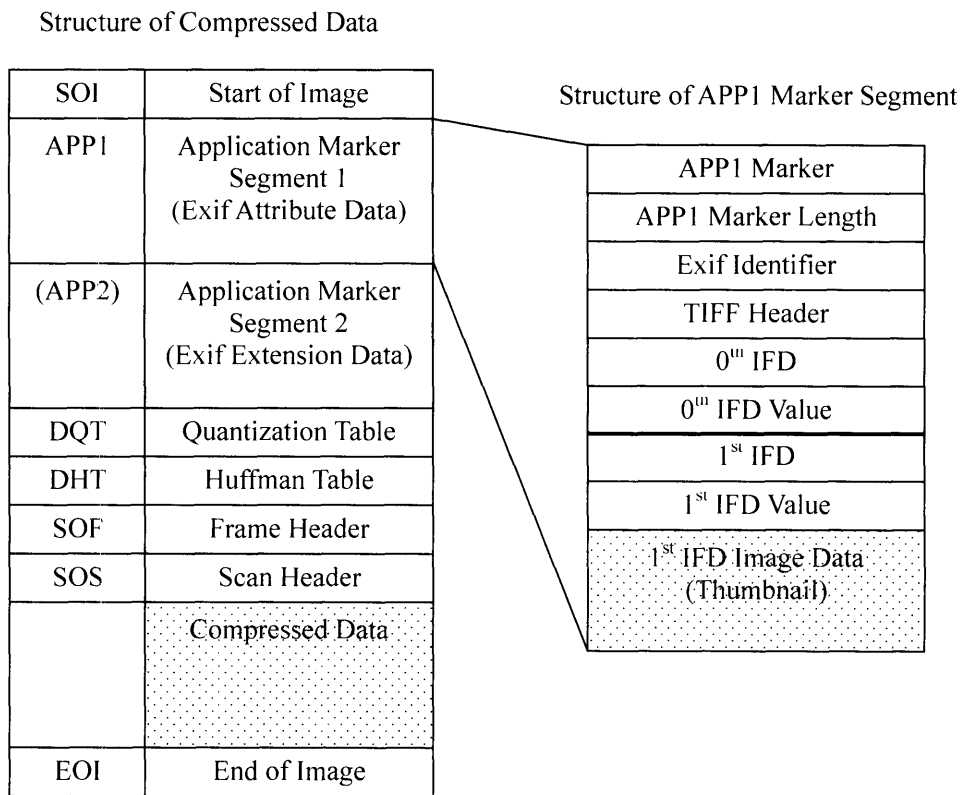 Structure of Compressed Data
SOI Start of Image
APP1 Application Marker
Segment 1
(Exif Attribute Data)
(APP2) Application Marker
Segment 2
(Exif Extension Data)
DQT Quantization Table
DHT Huffman Table
SOF Frame Header
SOS Scan Header
Compressed Data
EOI End of Image
Structure of APP1 Marker Segment
APP1 Marker
APP1 Marker Length
Exif Identifier
TIFF Header
0th IFD
0th IFD Value
1st IFD
1st IFD Value
1st IFD Image Data
(Thumbnail)